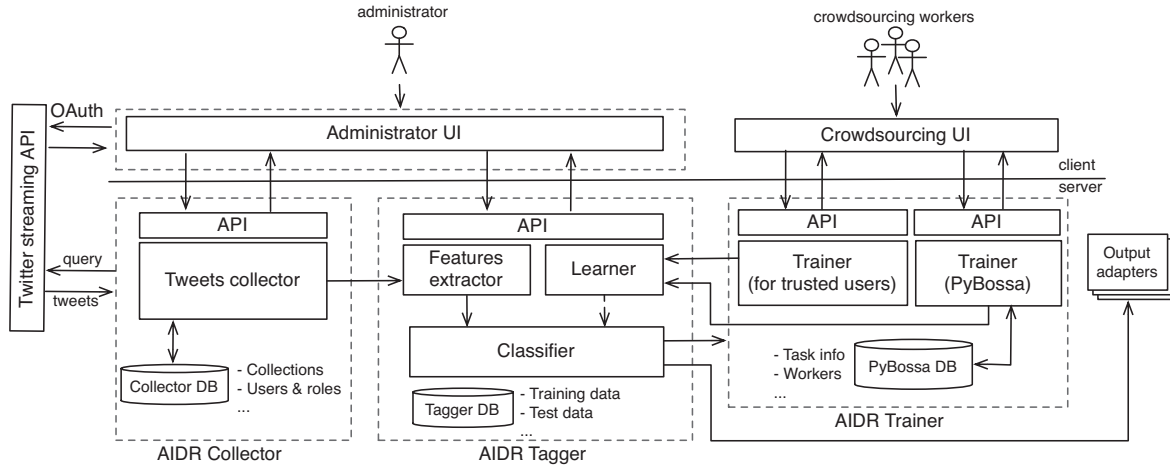 administrator
crowdsourcing workers
OAuth
Administrator UI
Crowdsourcing UI
Twitter streaming API
client
server
API
API
API
API
query
tweets
Tweets collector
Features
extractor
Learner
Trainer
(for trusted users)
Trainer
(PyBossa)
Output
adapters
Classifier
Collector DB
- Collections
- Users & roles
...
Tagger DB
- Training data
- Test data
...
- Task info
- Workers
...
PyBossa DB
AIDR Collector
AIDR Tagger
AIDR Trainer